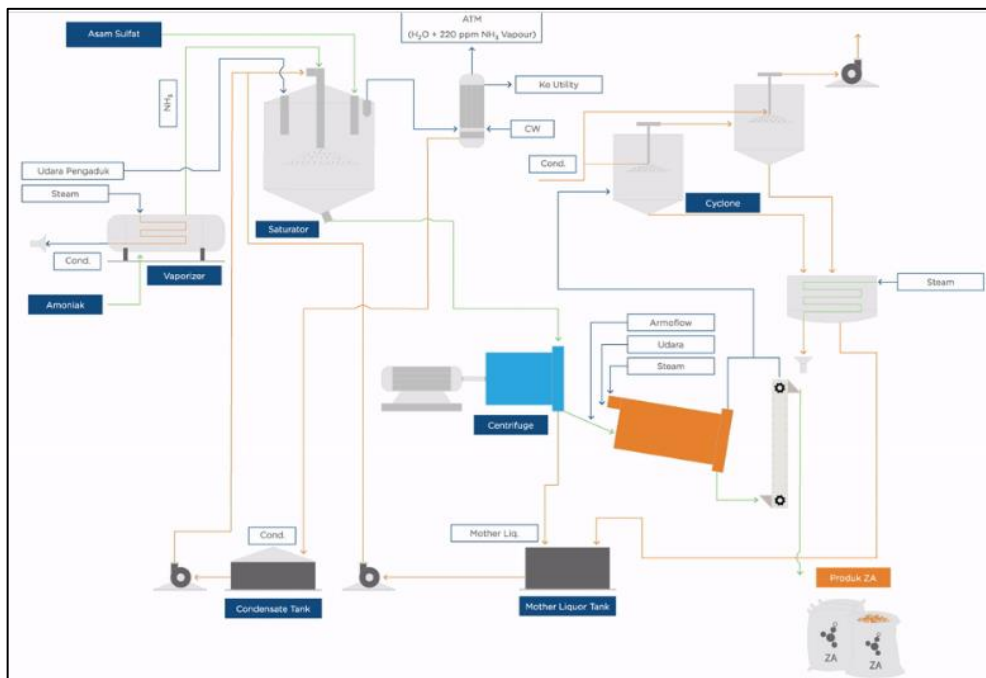 ATM
(H₂O + 220 ppm NH₃ Vapour)
Asam Sulfat
Ke Utility
NH₃
CW
Udara Pengaduk
Cond.
Steam
Cyclone
Saturator
Cond.
Vaporizer
Steam
Amoniak
Armoflow
Udara
Steam
Centrifuge
Cond.
Mother Liq.
Produk ZA
Condensate Tank
Mother Liquor Tank
ZA
ZA